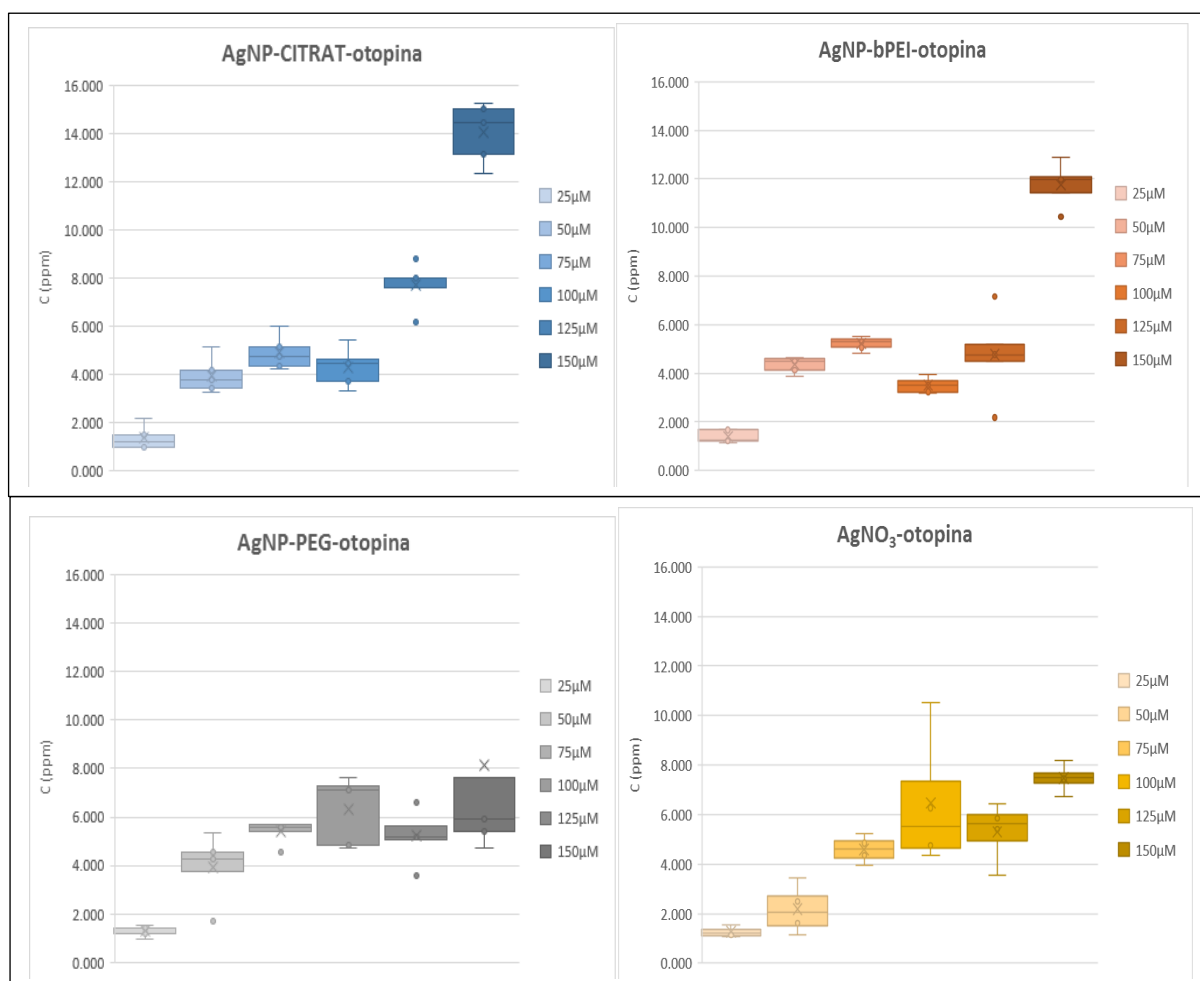 AgNP-CITRAT-otopina
16.000
14.000
12.000
10.000
8.000
6.000
4.000
2.000
0.000
C (ppm)
25µM
50µM
75µM
100µM
125µM
150µM
AgNP-bPEI-otopina
16.000
14.000
12.000
10.000
8.000
6.000
4.000
2.000
0.000
C (ppm)
25µM
50µM
75µM
100µM
125µM
150µM
AgNP-PEG-otopina
16.000
14.000
12.000
10.000
8.000
6.000
4.000
2.000
0.000
C (ppm)
25µM
50µM
75µM
100µM
125µM
150µM
AgNO₃-otopina
16.000
14.000
12.000
10.000
8.000
6.000
4.000
2.000
0.000
C (ppm)
25µM
50µM
75µM
100µM
125µM
150µM